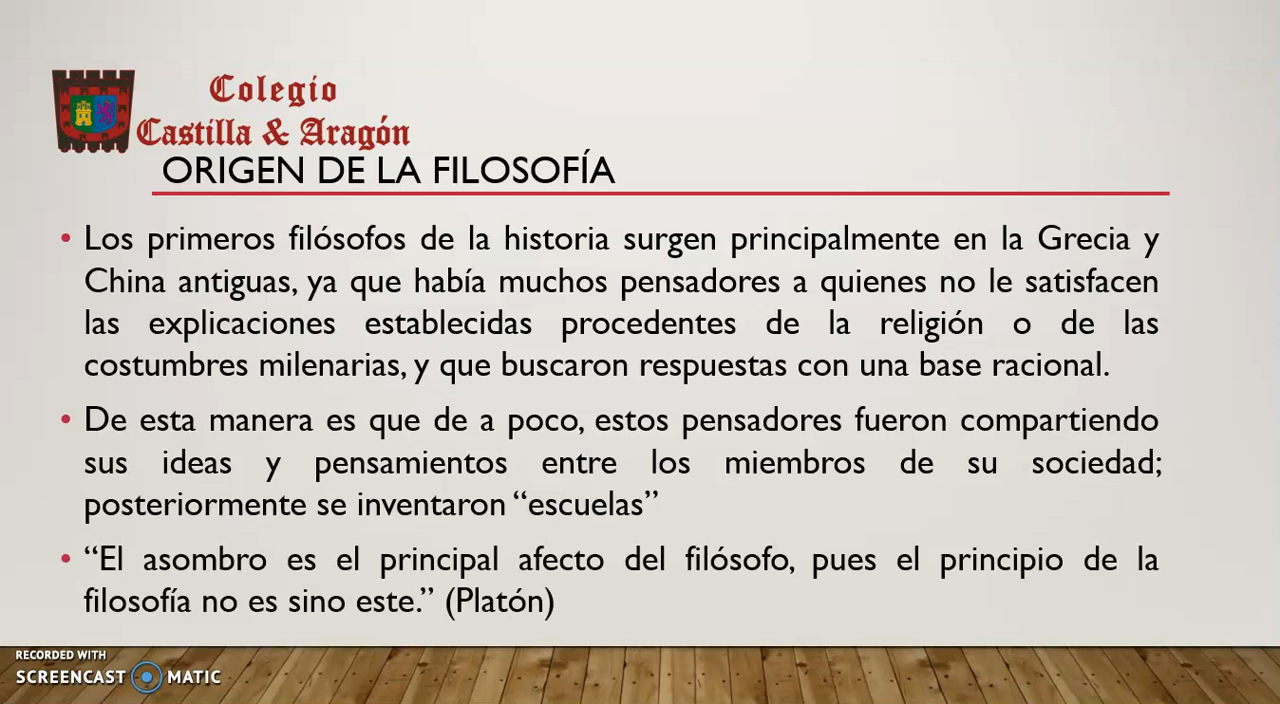 Colegio
Castilla & Aragón
ORIGEN DE LA FILOSOFÍA
• Los primeros filósofos de la historia surgen principalmente en la Grecia y
China antiguas, ya que había muchos pensadores a quienes no le satisfacen
las explicaciones establecidas procedentes de la religión o de las
costumbres milenarias, y que buscaron respuestas con una base racional.
• De esta manera es que de a poco, estos pensadores fueron compartiendo
sus ideas y pensamientos entre los miembros de su sociedad;
posteriormente se inventaron “escuelas”
• “El asombro es el principal afecto del filósofo, pues el principio de la
filosofía no es sino este.” (Platón)
RECORDED WITH
SCREENCAST MATIC